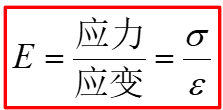 E = 应力/应变 = σ/ε